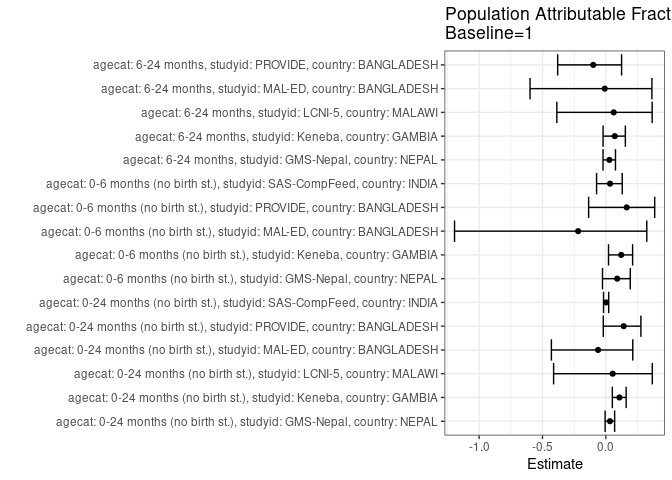 Population Attributable Fract
Baseline=1
agecat: 6-24 months, studyid: PROVIDE, country: BANGLADESH
agecat: 6-24 months, studyid: MAL-ED, country: BANGLADESH
agecat: 6-24 months, studyid: LCNI-5, country: MALAWI
agecat: 6-24 months, studyid: Keneba, country: GAMBIA
agecat: 6-24 months, studyid: GMS-Nepal, country: NEPAL
agecat: 0-6 months (no birth st.), studyid: SAS-CompFeed, country: INDIA
agecat: 0-6 months (no birth st.), studyid: PROVIDE, country: BANGLADESH
agecat: 0-6 months (no birth st.), studyid: MAL-ED, country: BANGLADESH
agecat: 0-6 months (no birth st.), studyid: Keneba, country: GAMBIA
agecat: 0-6 months (no birth st.), studyid: GMS-Nepal, country: NEPAL
agecat: 0-24 months (no birth st.), studyid: SAS-CompFeed, country: INDIA
agecat: 0-24 months (no birth st.), studyid: PROVIDE, country: BANGLADESH
agecat: 0-24 months (no birth st.), studyid: MAL-ED, country: BANGLADESH
agecat: 0-24 months (no birth st.), studyid: LCNI-5, country: MALAWI
agecat: 0-24 months (no birth st.), studyid: Keneba, country: GAMBIA
agecat: 0-24 months (no birth st.), studyid: GMS-Nepal, country: NEPAL
-1.0 -0.5 0.0
Estimate